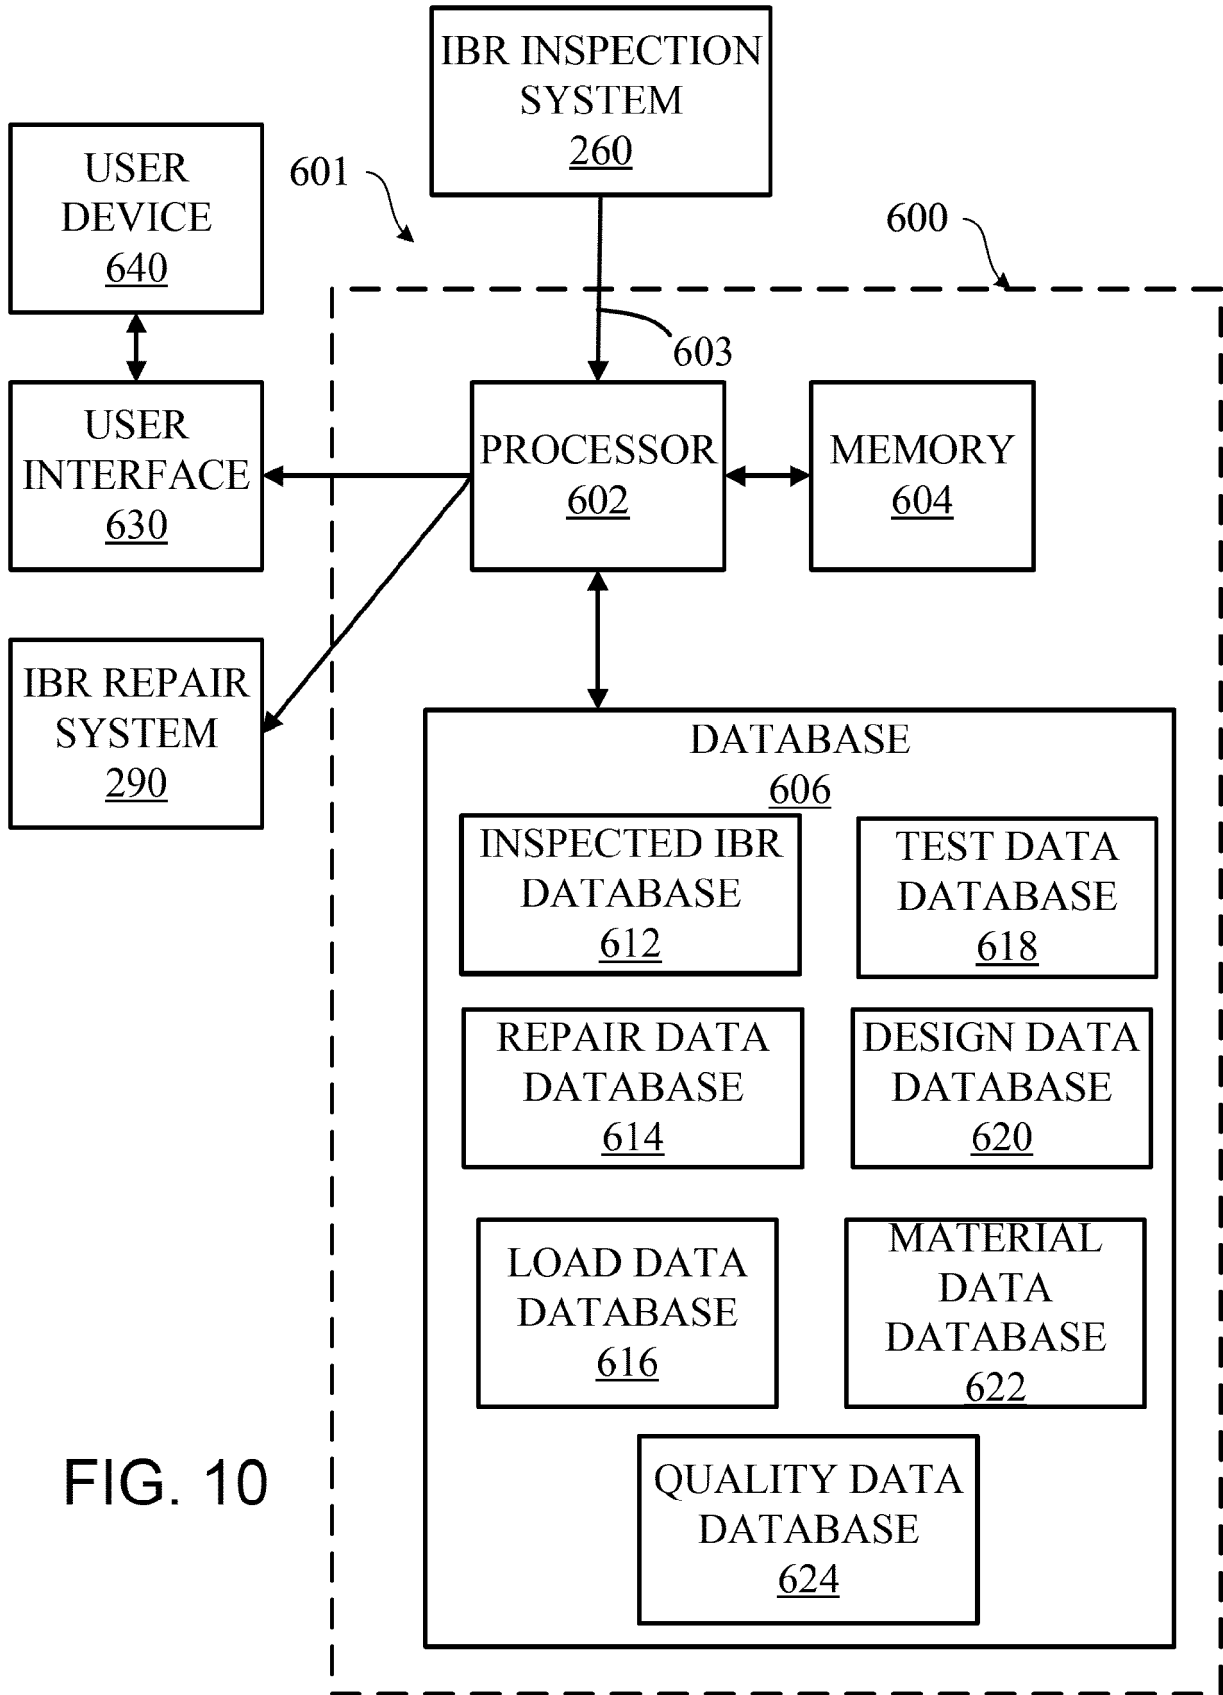 IBR INSPECTION
SYSTEM
260
USER
DEVICE
640
601
600
603
USER
INTERFACE
630
PROCESSOR
602
MEMORY
604
IBR REPAIR
SYSTEM
290
DATABASE
606
INSPECTED IBR
DATABASE
612
TEST DATA
DATABASE
618
REPAIR DATA
DATABASE
614
DESIGN DATA
DATABASE
620
LOAD DATA
DATABASE
616
MATERIAL
DATA
DATABASE
622
QUALITY DATA
DATABASE
624
FIG. 10